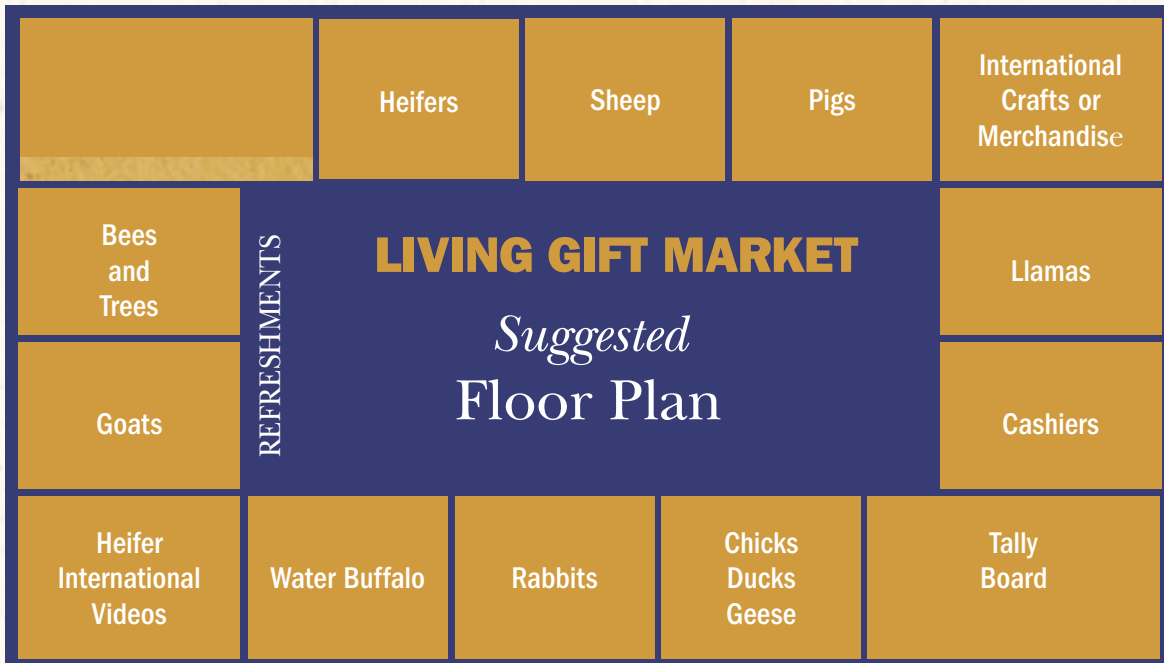 Heifers
Sheep
Pigs
International
Crafts or
Merchandise
Bees
and
Trees
REFRESHMENTS
LIVING GIFT MARKET
Suggested
Floor Plan
Llamas
Goats
Cashiers
Heifer
International
Videos
Water Buffalo
Rabbits
Chicks
Ducks
Geese
Tally
Board